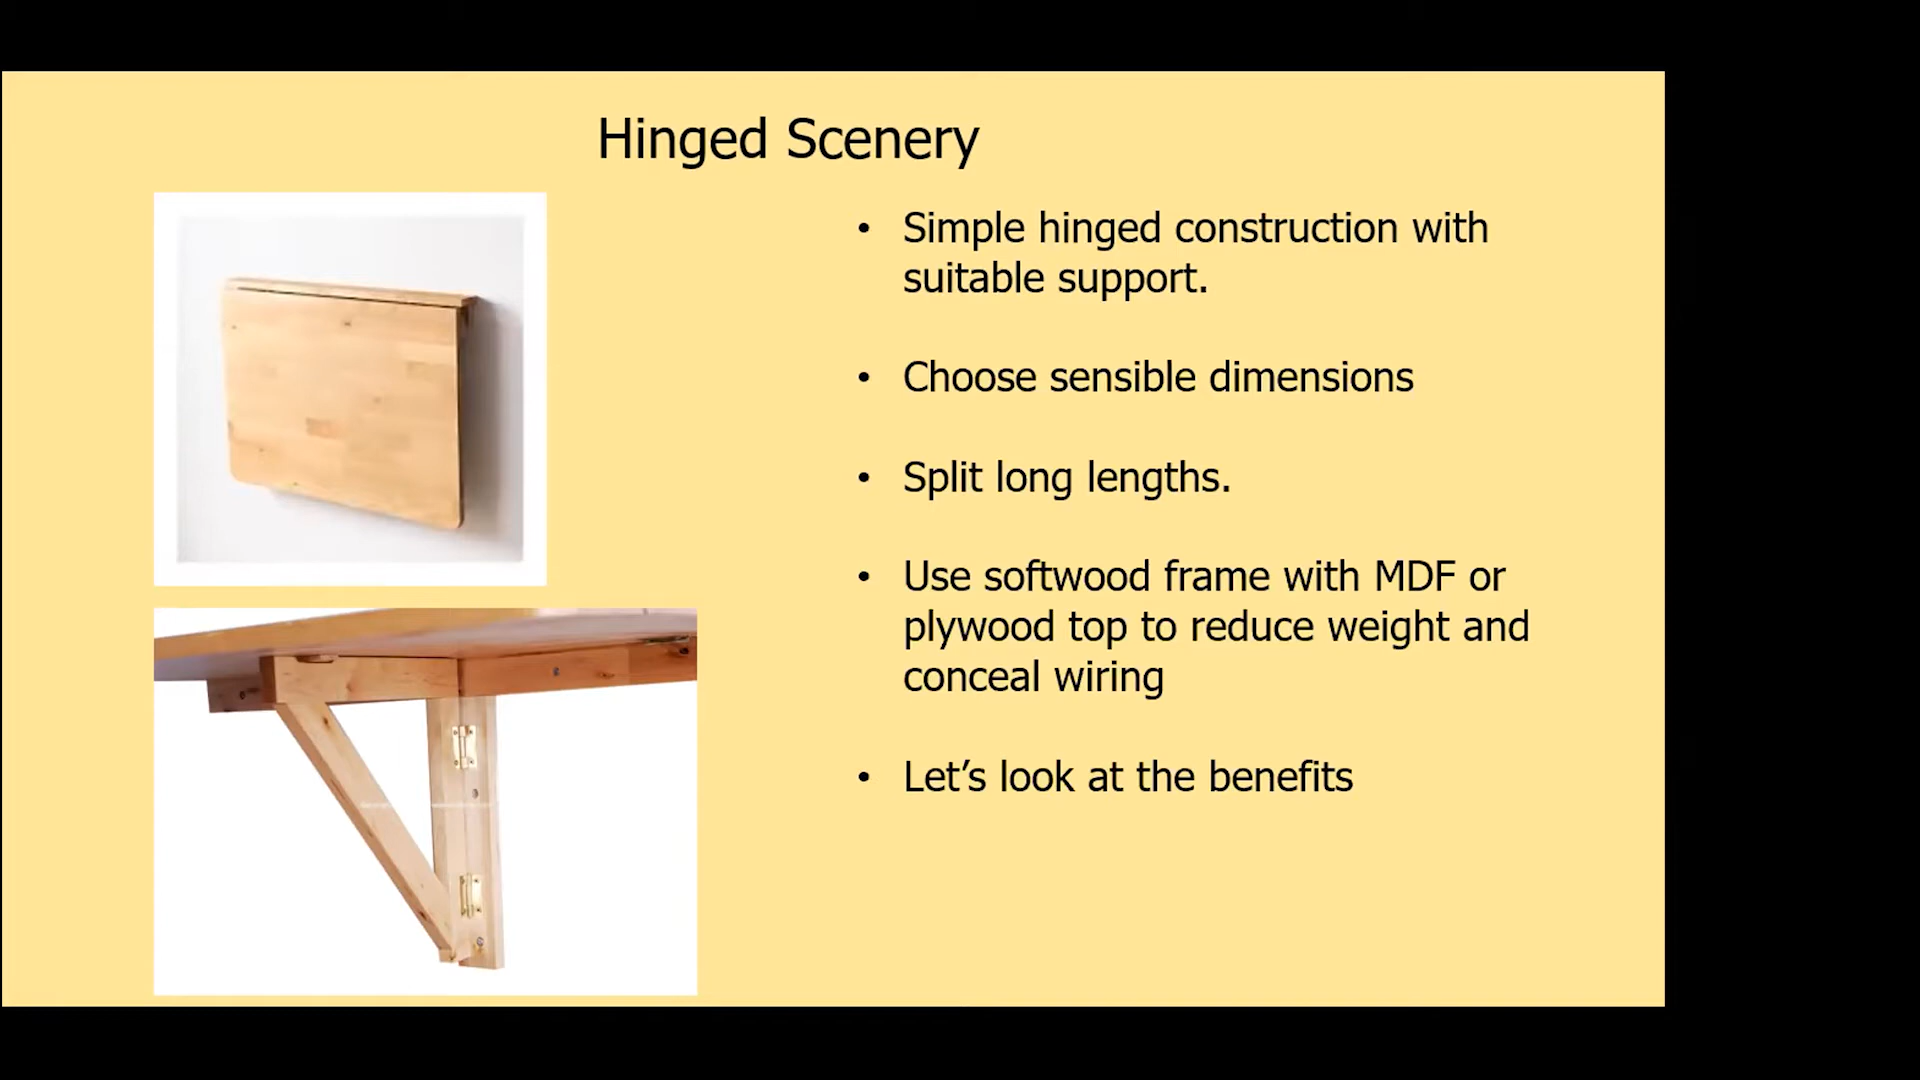 Hinged Scenery
• Simple hinged construction with
suitable support.
• Choose sensible dimensions
• Split long lengths.
• Use softwood frame with MDF or
plywood top to reduce weight and
conceal wiring
• Let’s look at the benefits